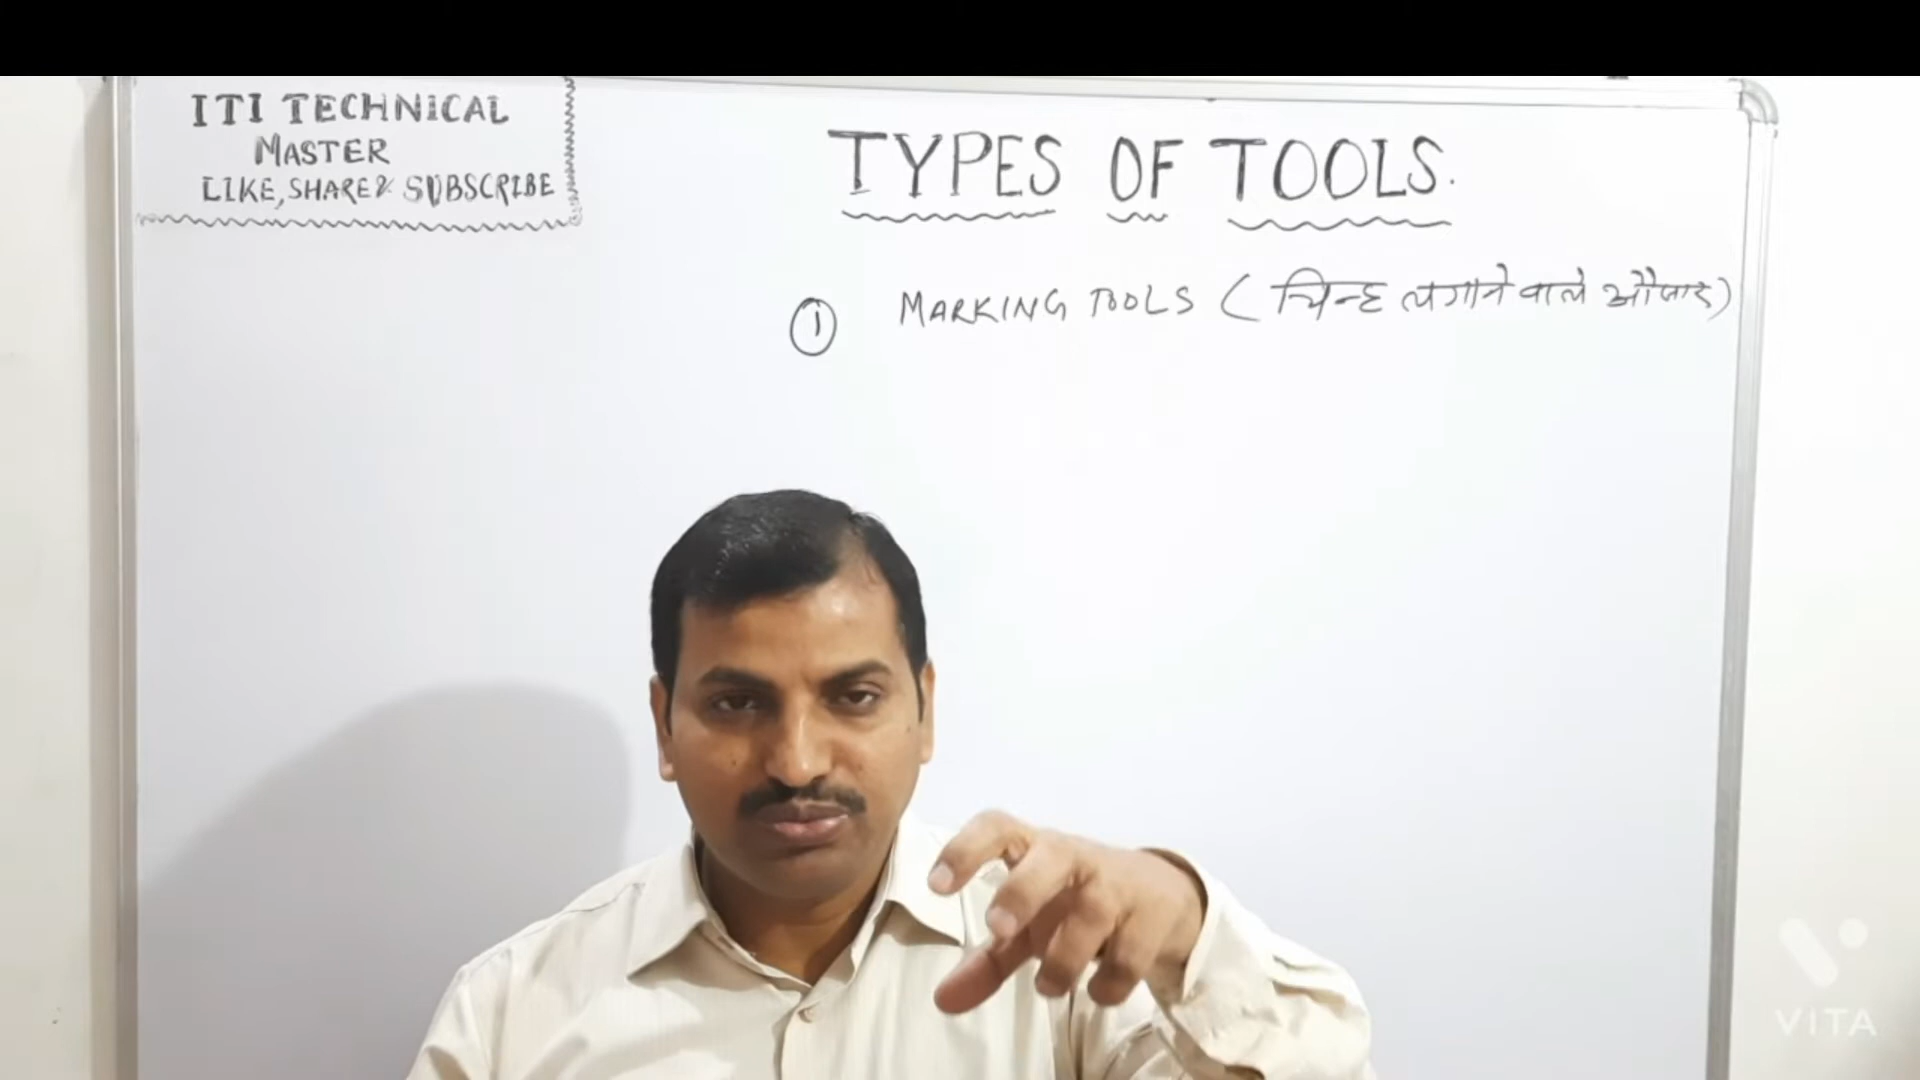 ITI TECHNICAL
MASTER
LIKE, SHARE & SUBSCRIBE
TYPES OF TOOLS.
① MARKING TOOLS (चिन्ह लगाने वाले औजार)
VITA